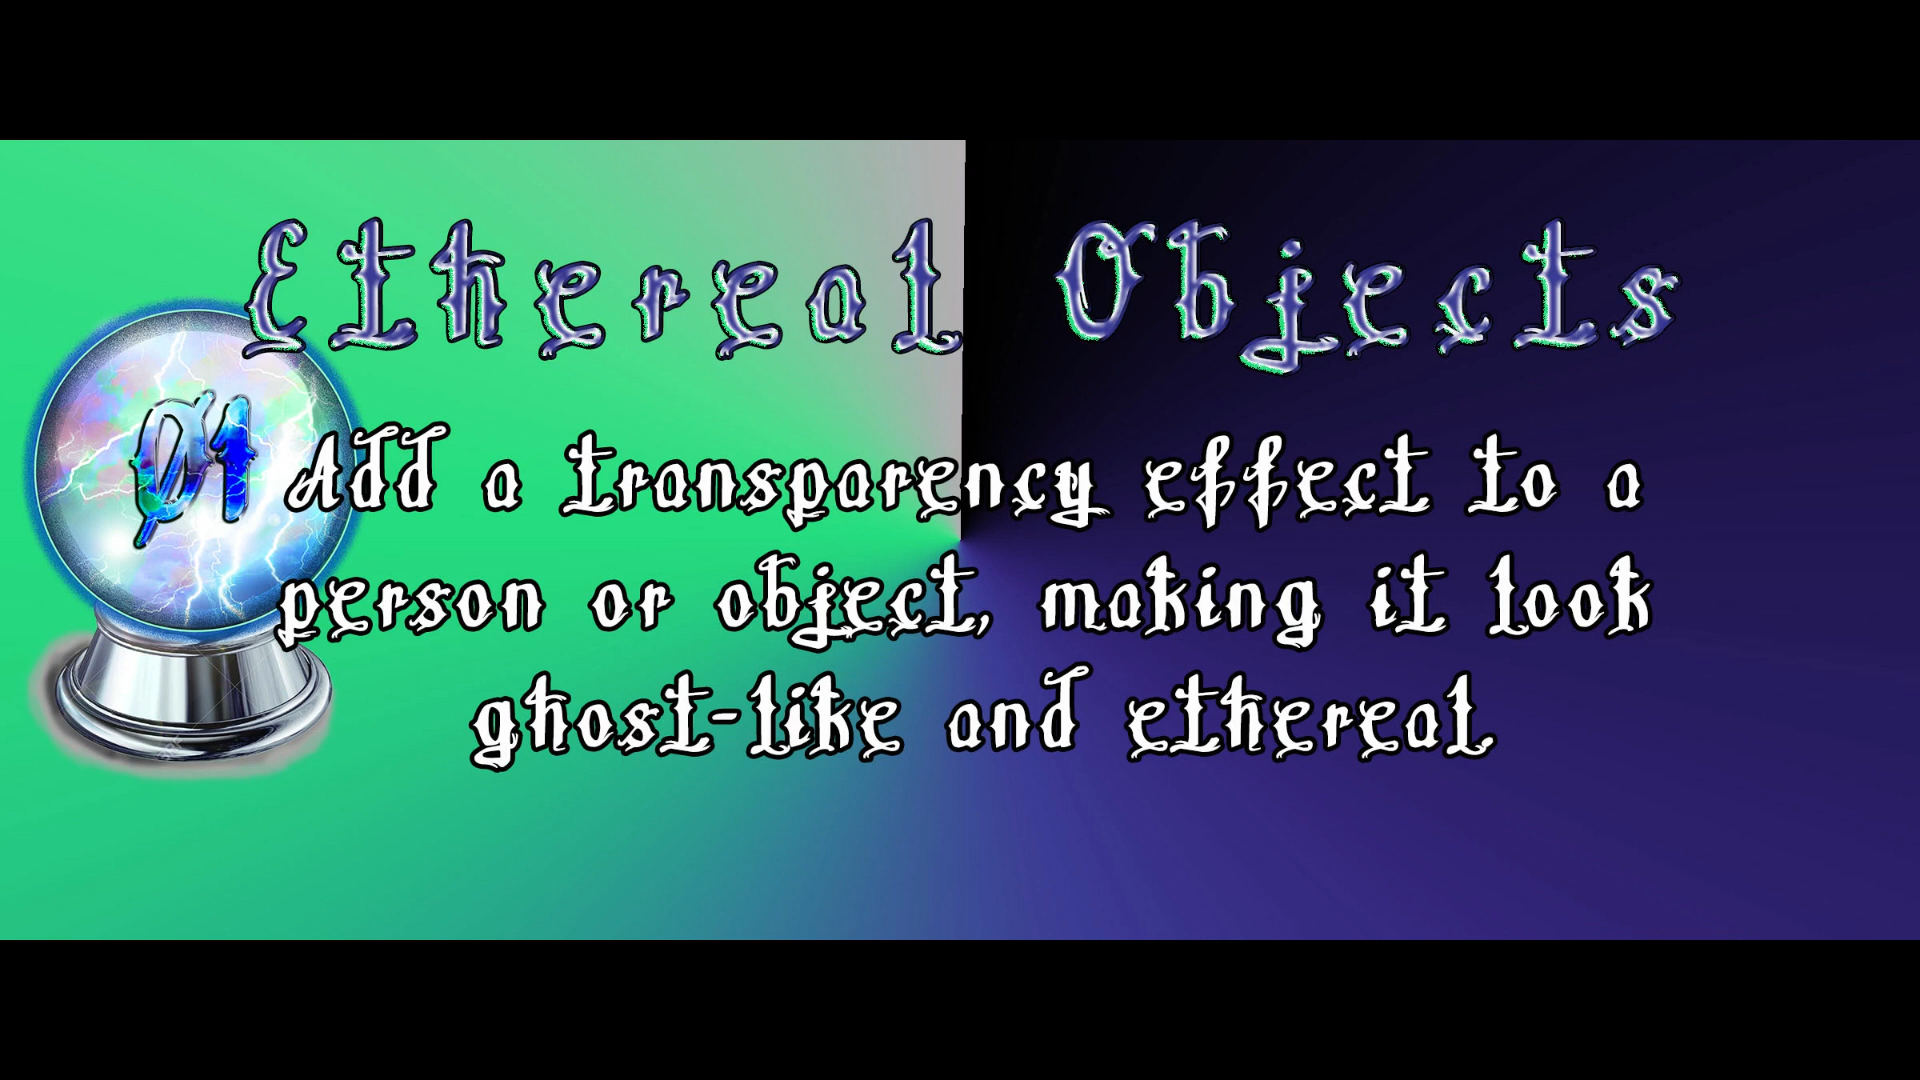 Ethereal Objects
01
Add a transparency effect to a
person or object, making it look
ghost-like and ethereal